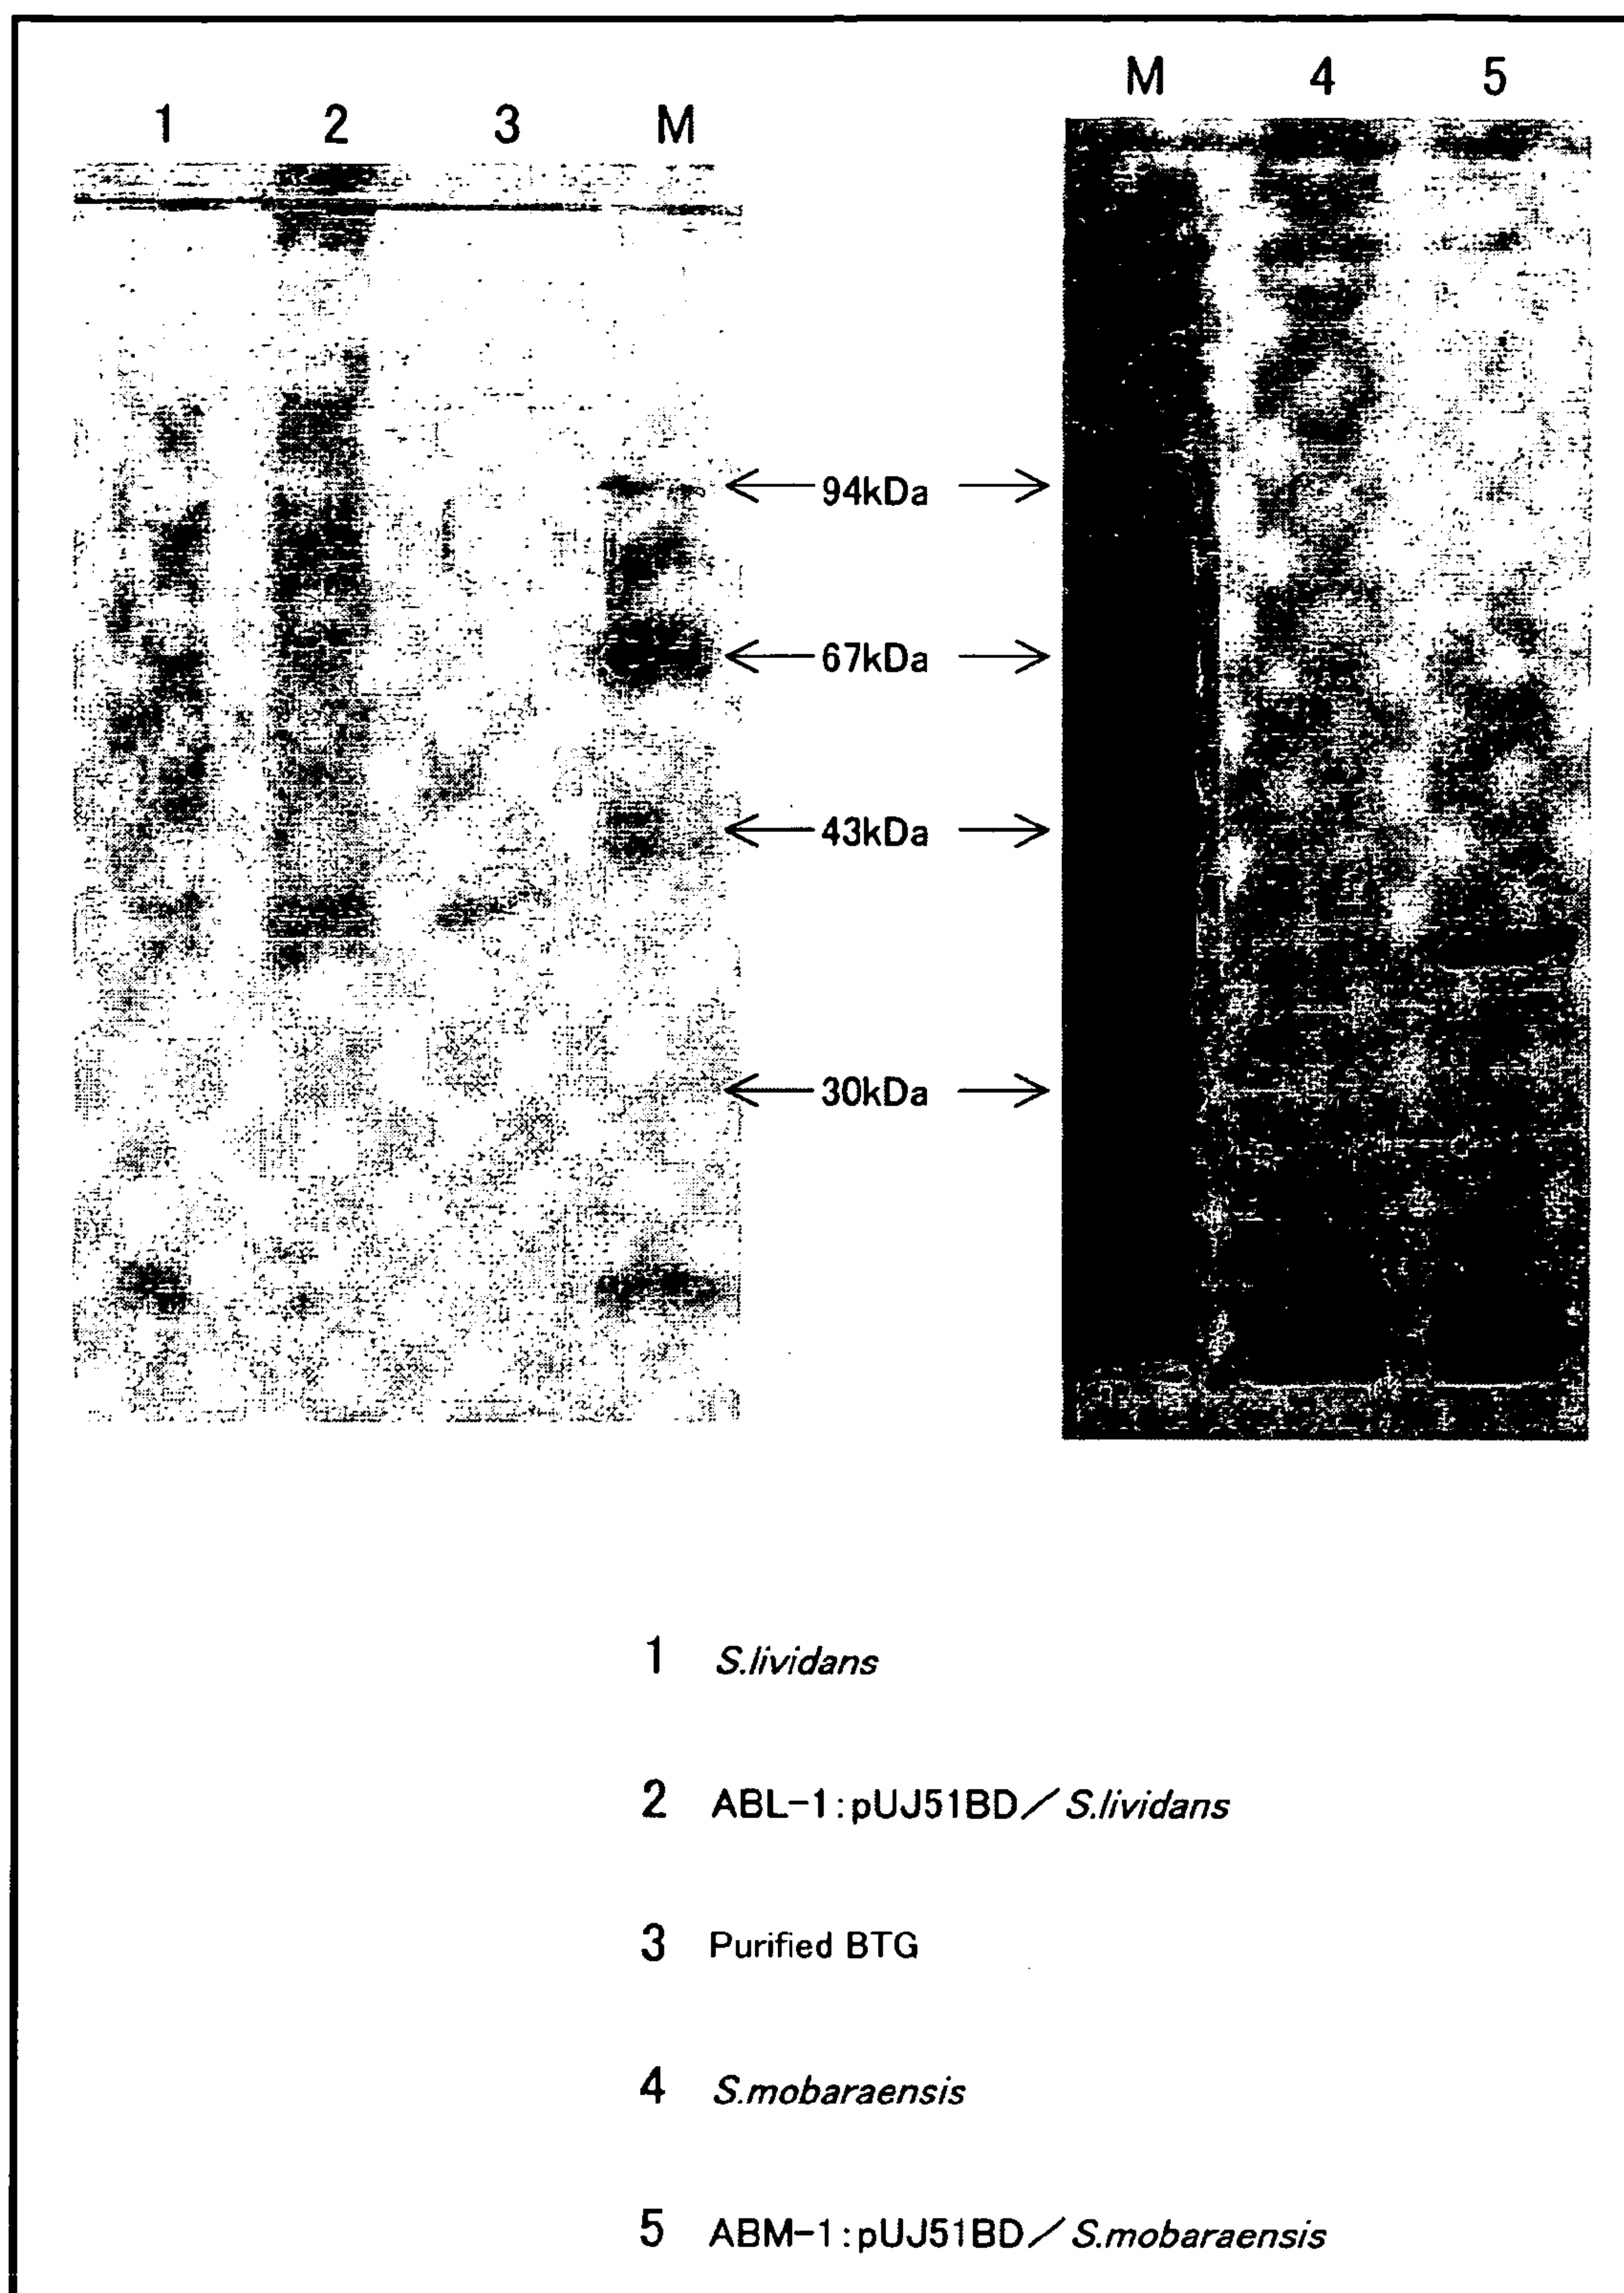 1 2 3 M
M 4 5
94kDa
67kDa
43kDa
30kDa
1 S.lividans
2 ABL-1:pUJ51BD/S.lividans
3 Purified BTG
4 S.mobaraensis
5 ABM-1:pUJ51BD/S.mobaraensis